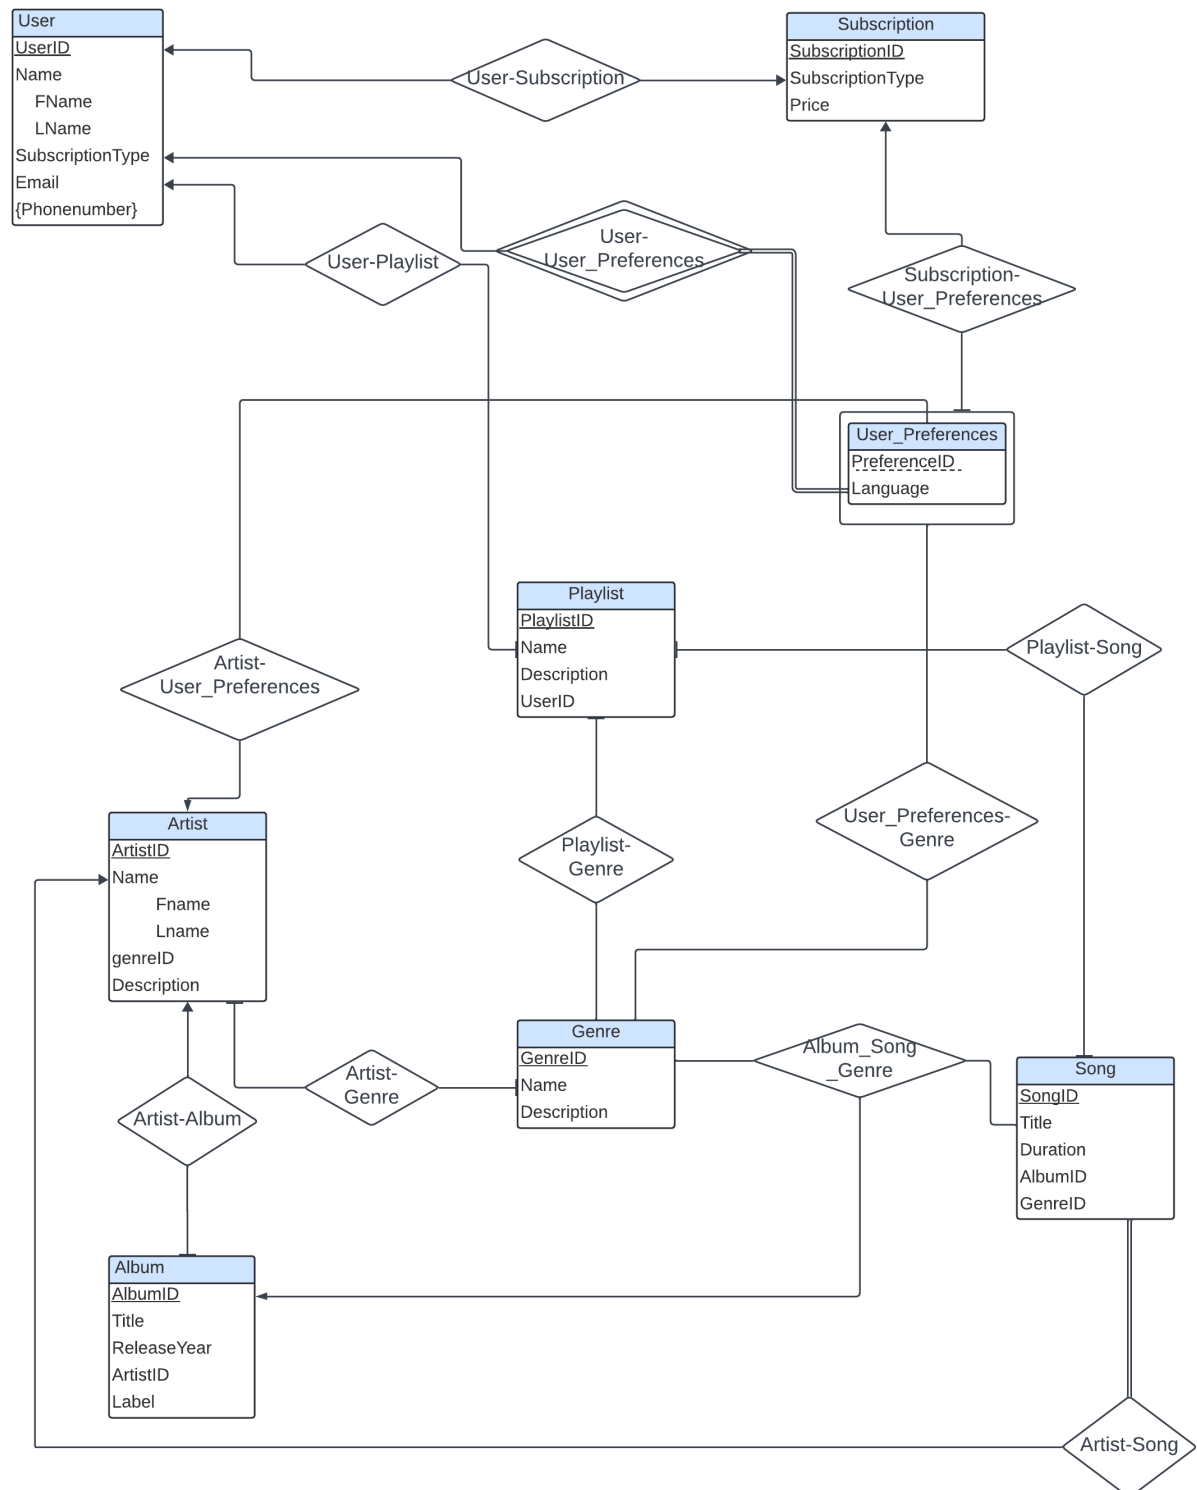 User
UserID
Name
FName
LName
SubscriptionType
Email
{Phonenumber}
User-Subscription
Subscription
SubscriptionID
SubscriptionType
Price
User-Playlist
User-
User_Preferences
Subscription-
User_Preferences
User_Preferences
PreferenceID
Language
Playlist
PlaylistID
Name
Description
UserID
Playlist-Song
Artist-
User_Preferences
Artist
ArtistID
Name
Fname
Lname
genreID
Description
Playlist-
Genre
User_Preferences-
Genre
Genre
GenreID
Name
Description
Artist-
Genre
Album_Song
_Genre
Song
SongID
Title
Duration
AlbumID
GenreID
Artist-Album
Album
AlbumID
Title
ReleaseYear
ArtistID
Label
Artist-Song